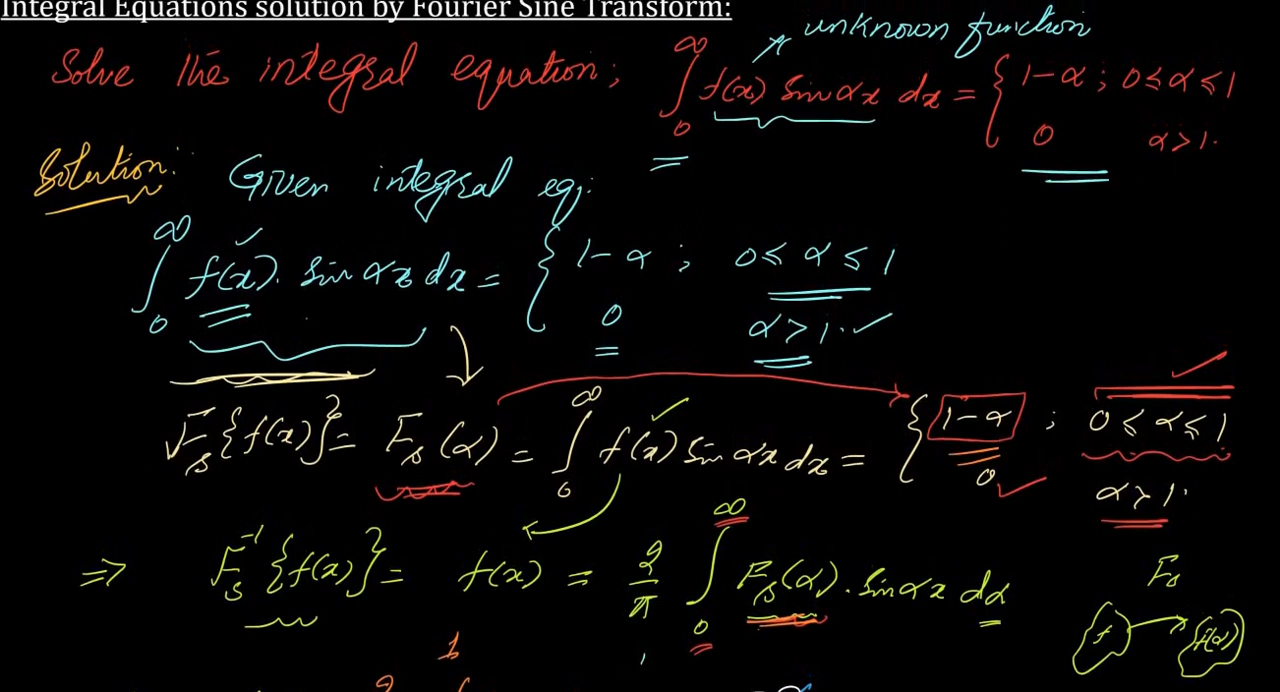 Integral Equations solution by Fourier Sine Transform:
unknown function
Solve the integral equation; ∫₀^∞ f(x) sin αx dx = { 1-α ; 0≤α≤1
0 α>1.
Solution: Given integral eq:
∫₀^∞ f(x). sin αx dx = { 1-α ; 0≤α≤1
0 α>1.
F_s{f(x)} = F_s(α) = ∫₀^∞ f(x) sin αx dx = { 1-α ; 0≤α≤1
0 α>1.
⇒ F_s⁻¹{f(x)} = f(x) = 2/π ∫₀^∞ F_s(α). sin αx dα
F_s
f → f(α)